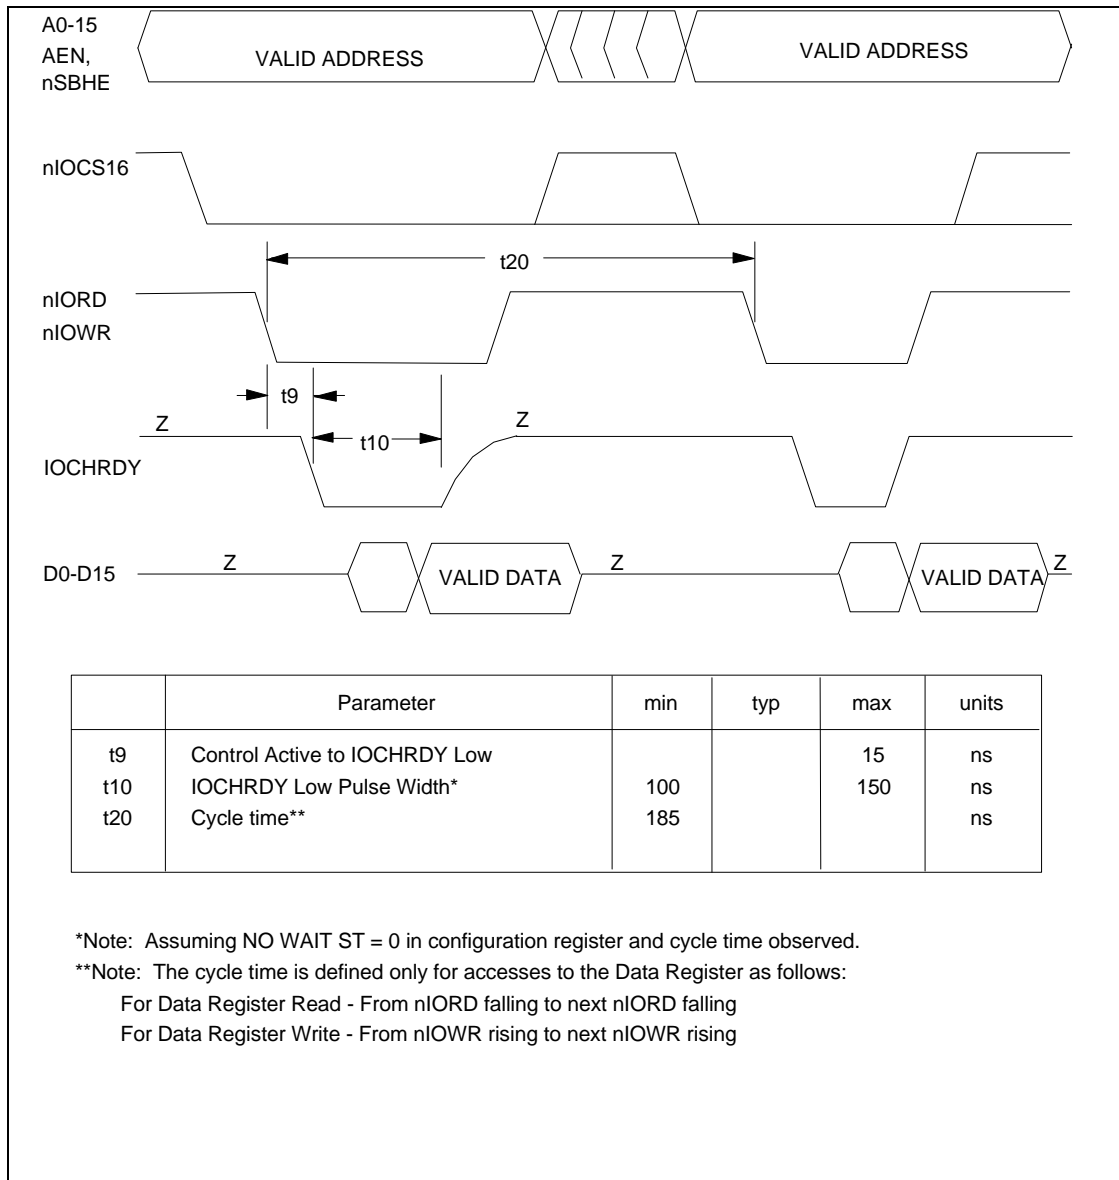 A0-15
AEN,
nSBHE
VALID ADDRESS
VALID ADDRESS
nIOCS16
t20
nIORD
nIOWR
t9
Z
Z
t10
IOCHRDY
D0-D15
Z
VALID DATA
Z
VALID DATA
Z
Parameter min typ max units
t9 Control Active to IOCHRDY Low 15 ns
t10 IOCHRDY Low Pulse Width* 100 150 ns
t20 Cycle time** 185 ns
*Note: Assuming NO WAIT ST = 0 in configuration register and cycle time observed.
**Note: The cycle time is defined only for accesses to the Data Register as follows:
For Data Register Read - From nIORD falling to next nIORD falling
For Data Register Write - From nIOWR rising to next nIOWR rising